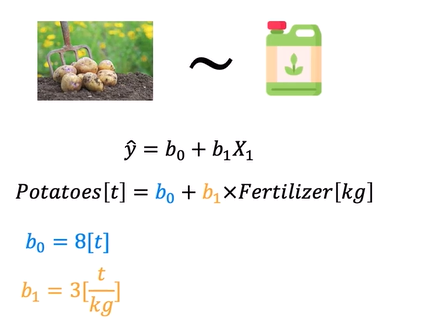 ~
ŷ = b₀ + b₁X₁
Potatoes[t] = b₀ + b₁×Fertilizer[kg]
b₀ = 8[t]
b₁ = 3[t/kg]